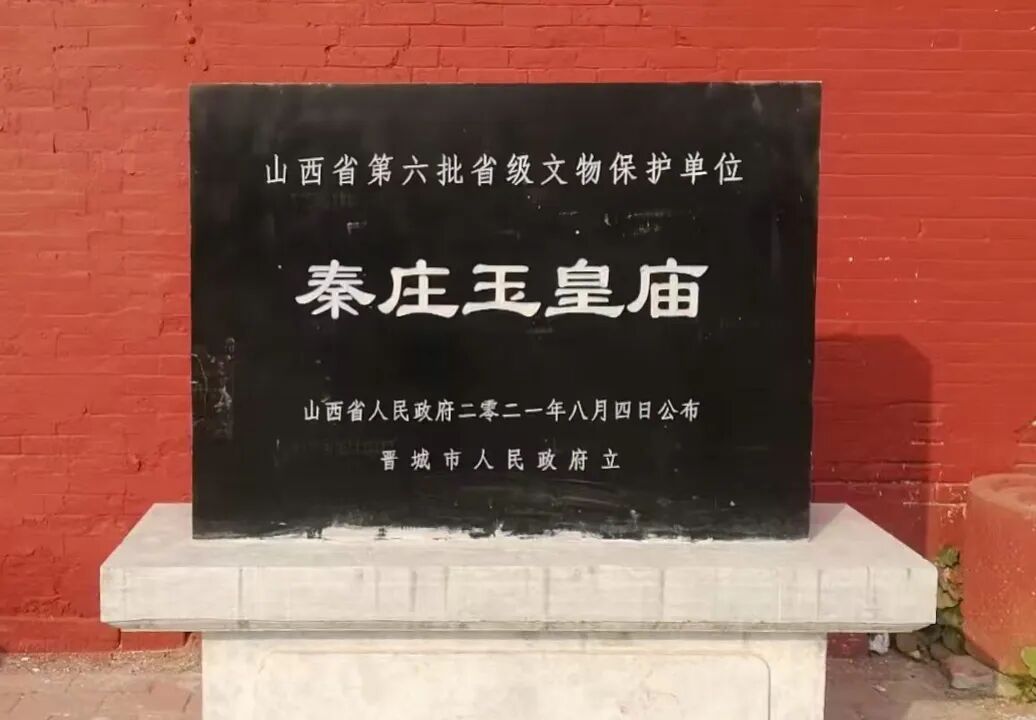 山西省第六批省级文物保护单位
秦庄玉皇庙
山西省人民政府二零二一年八月四日公布
晋城市人民政府立